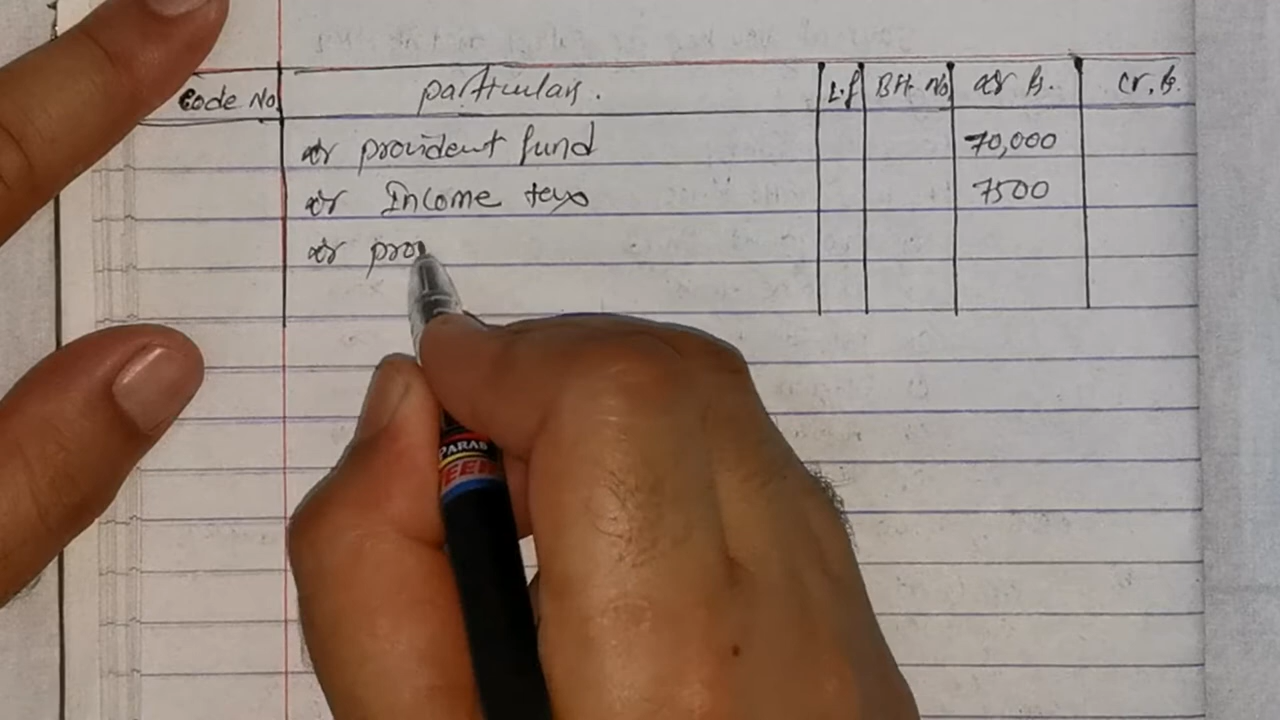 Code No particulars. L.f BH. No dr Rs. cr. Rs.
dr provident fund 70,000
dr Income tax 7500
dr pro
PARAS